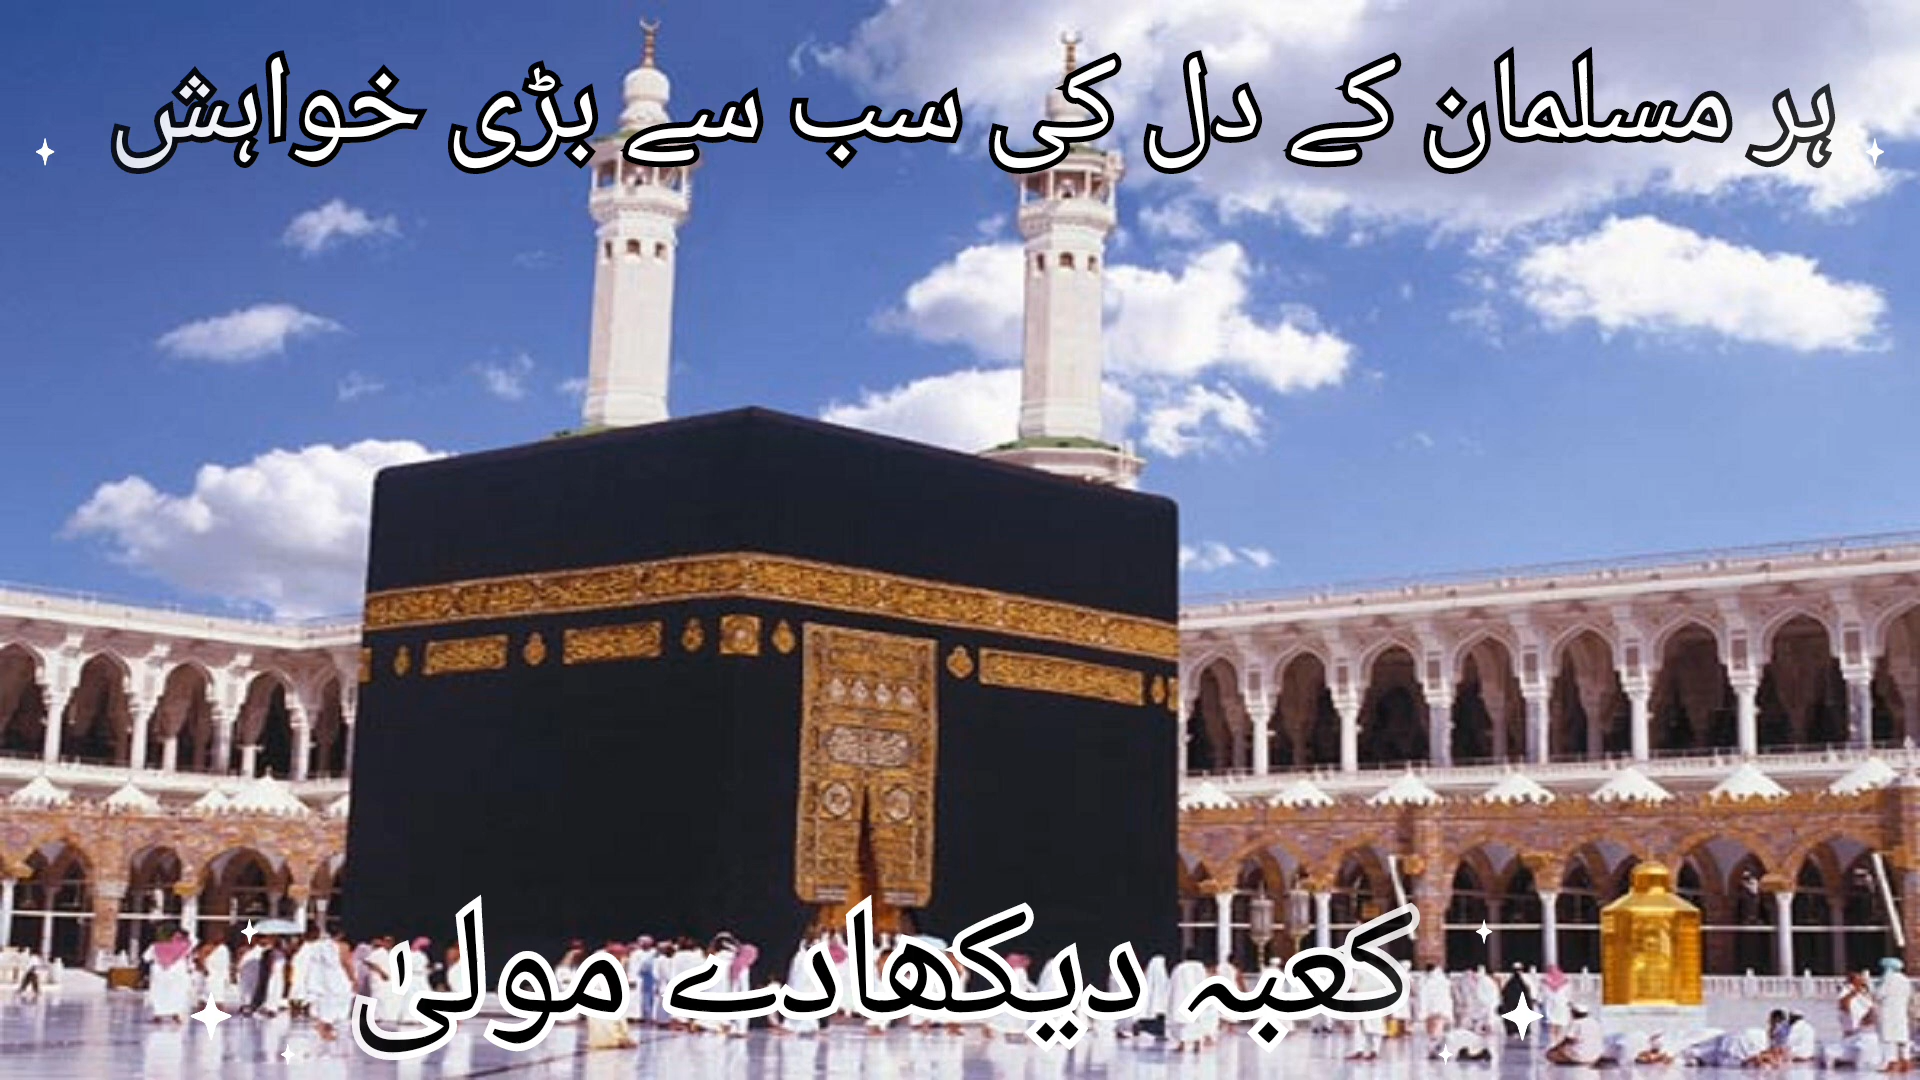 ہر مسلمان کے دل کی سب سے بڑی خواہش
کعبہ دیکھادے مولیٰ